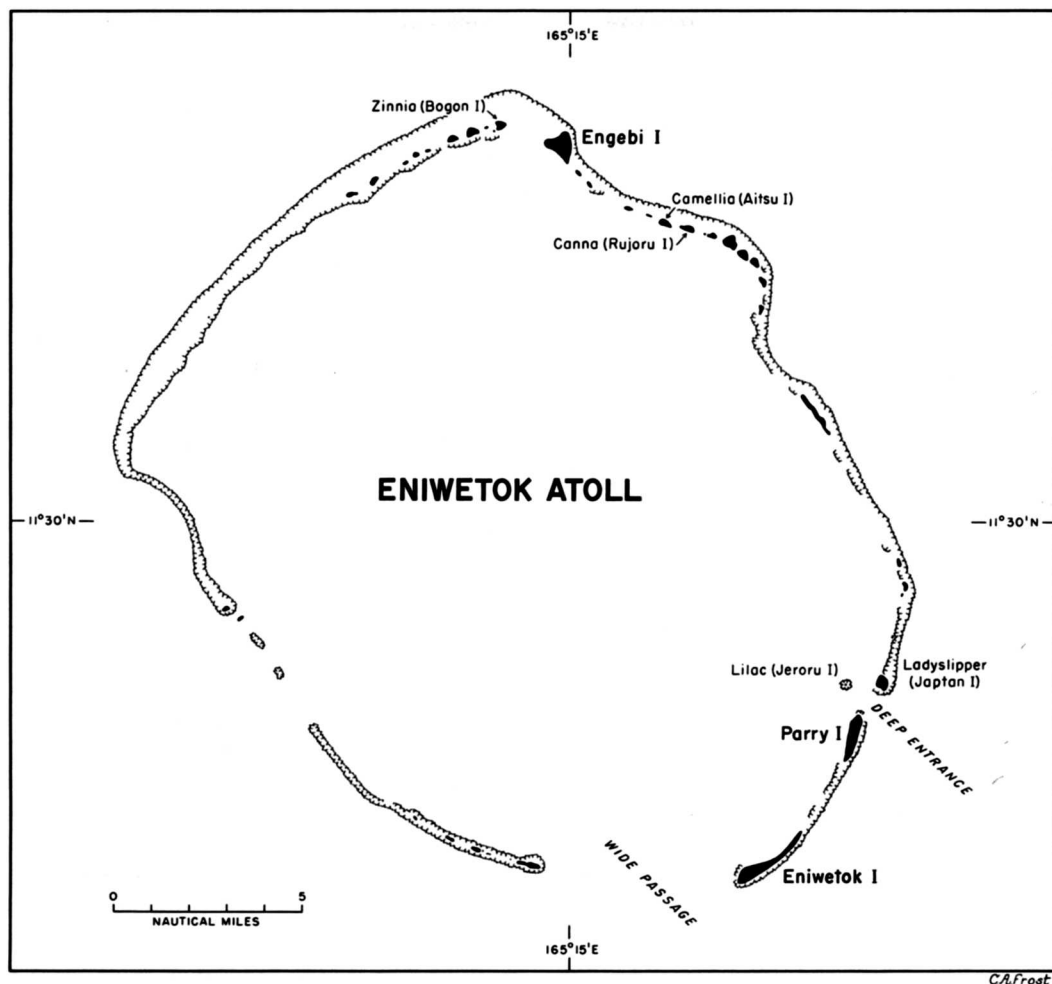 165°15'E
Zinnia (Bogon I)
Engebi I
Camellia (Aitsu I)
Canna (Rujoru I)
ENIWETOK ATOLL
11°30'N
11°30'N
Lilac (Jeroru I)
Ladyslipper
(Japtan I)
Parry I
DEEP ENTRANCE
WIDE PASSAGE
Eniwetok I
0 5
NAUTICAL MILES
165°15'E
C.A.Frost